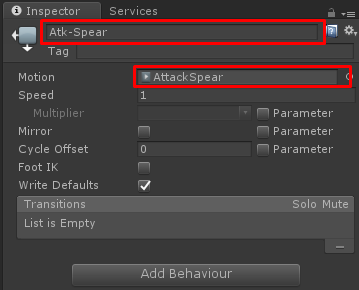 Inspector Services
Atk-Spear
Tag
Motion AttackSpear
Speed 1
Multiplier Parameter
Mirror Parameter
Cycle Offset 0 Parameter
Foot IK
Write Defaults
Transitions Solo Mute
List is Empty
Add Behaviour